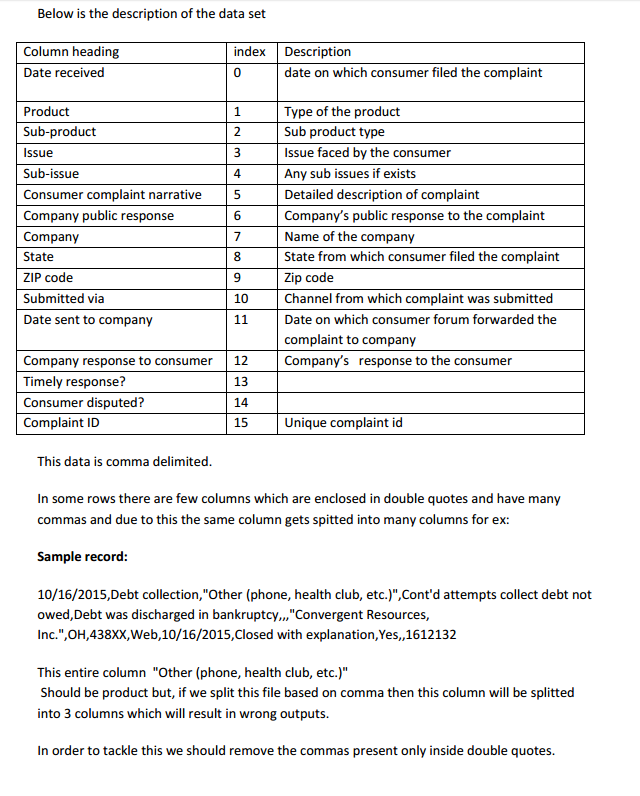 Below is the description of the data set
Column heading index Description
Date received 0 date on which consumer filed the complaint
Product 1 Type of the product
Sub-product 2 Sub product type
Issue 3 Issue faced by the consumer
Sub-issue 4 Any sub issues if exists
Consumer complaint narrative 5 Detailed description of complaint
Company public response 6 Company's public response to the complaint
Company 7 Name of the company
State 8 State from which consumer filed the complaint
ZIP code 9 Zip code
Submitted via 10 Channel from which complaint was submitted
Date sent to company 11 Date on which consumer forum forwarded the
complaint to company
Company response to consumer 12 Company's response to the consumer
Timely response? 13
Consumer disputed? 14
Complaint ID 15 Unique complaint id
This data is comma delimited.
In some rows there are few columns which are enclosed in double quotes and have many
commas and due to this the same column gets spitted into many columns for ex:
Sample record:
10/16/2015,Debt collection,"Other (phone, health club, etc.)",Cont'd attempts collect debt not
owed,Debt was discharged in bankruptcy,,,"Convergent Resources,
Inc.",OH,438XX,Web,10/16/2015,Closed with explanation,Yes,,1612132
This entire column "Other (phone, health club, etc.)"
Should be product but, if we split this file based on comma then this column will be splitted
into 3 columns which will result in wrong outputs.
In order to tackle this we should remove the commas present only inside double quotes.